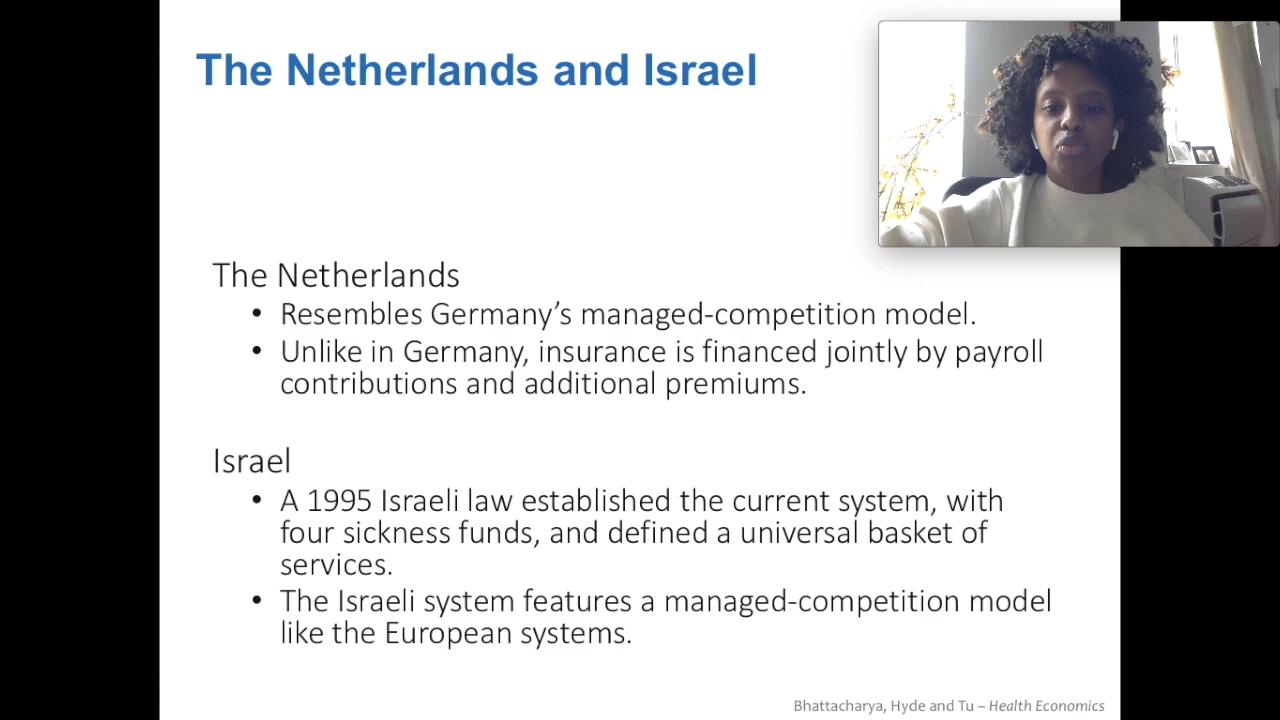 The Netherlands and Israel
The Netherlands
• Resembles Germany’s managed-competition model.
• Unlike in Germany, insurance is financed jointly by payroll
contributions and additional premiums.
Israel
• A 1995 Israeli law established the current system, with
four sickness funds, and defined a universal basket of
services.
• The Israeli system features a managed-competition model
like the European systems.
Bhattacharya, Hyde and Tu – Health Economics